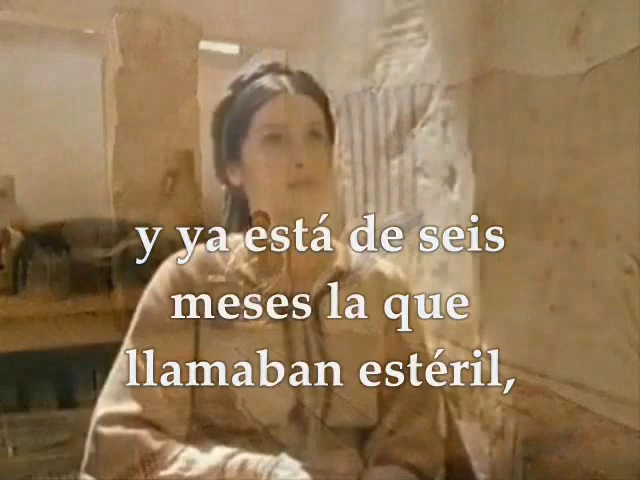 y ya está de seis
meses la que
llamaban estéril,